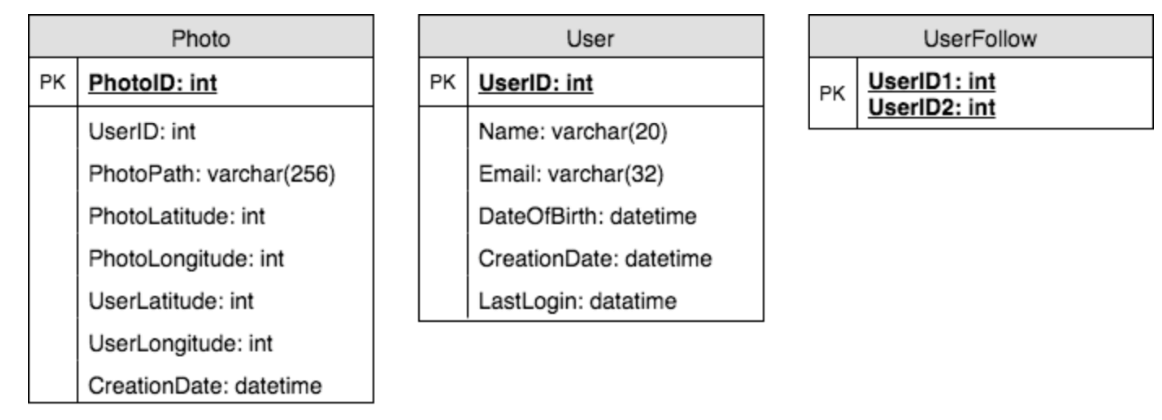 Photo
PK PhotoID: int
UserID: int
PhotoPath: varchar(256)
PhotoLatitude: int
PhotoLongitude: int
UserLatitude: int
UserLongitude: int
CreationDate: datetime
User
PK UserID: int
Name: varchar(20)
Email: varchar(32)
DateOfBirth: datetime
CreationDate: datetime
LastLogin: datatime
UserFollow
PK UserID1: int
UserID2: int